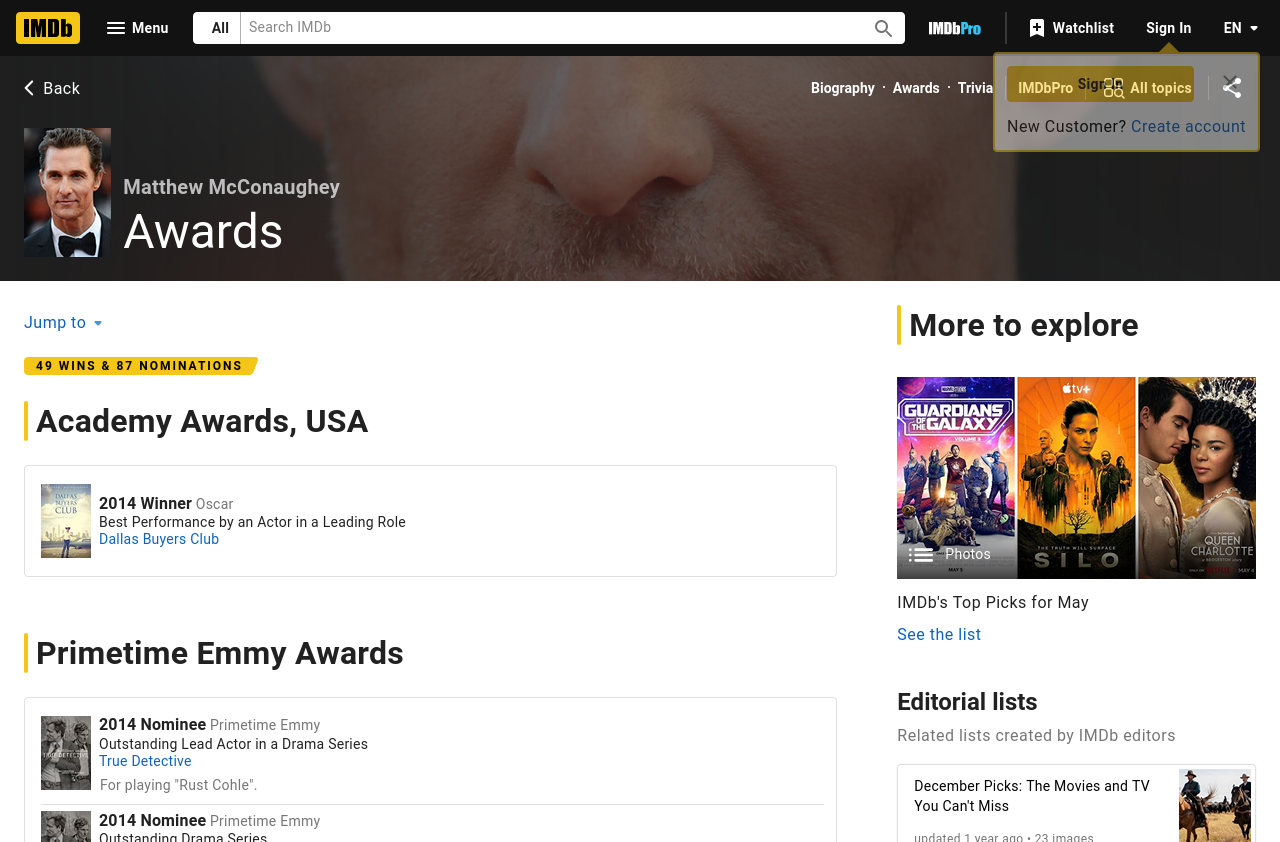 IMDb
Menu
All
Search IMDb
IMDbPro
Watchlist
Sign In
EN
Back
Biography · Awards · Trivia
IMDbPro
All topics
New Customer? Create account
Matthew McConaughey
Awards
Jump to
49 WINS & 87 NOMINATIONS
Academy Awards, USA
2014 Winner Oscar
Best Performance by an Actor in a Leading Role
Dallas Buyers Club
DALLAS
BUYERS
CLUB
Primetime Emmy Awards
2014 Nominee Primetime Emmy
Outstanding Lead Actor in a Drama Series
True Detective
For playing "Rust Cohle".
TRUE DETECTIVE
2014 Nominee Primetime Emmy
Outstanding Drama Series
More to explore
MARVEL STUDIOS
GUARDIANS
OF THE GALAXY
VOLUME 3
MAY 5
tv+
THE TRUTH WILL SURFACE
SILO
QUEEN
CHARLOTTE
MAY 4
Photos
IMDb's Top Picks for May
See the list
Editorial lists
Related lists created by IMDb editors
December Picks: The Movies and TV
You Can't Miss
updated 1 year ago • 23 images